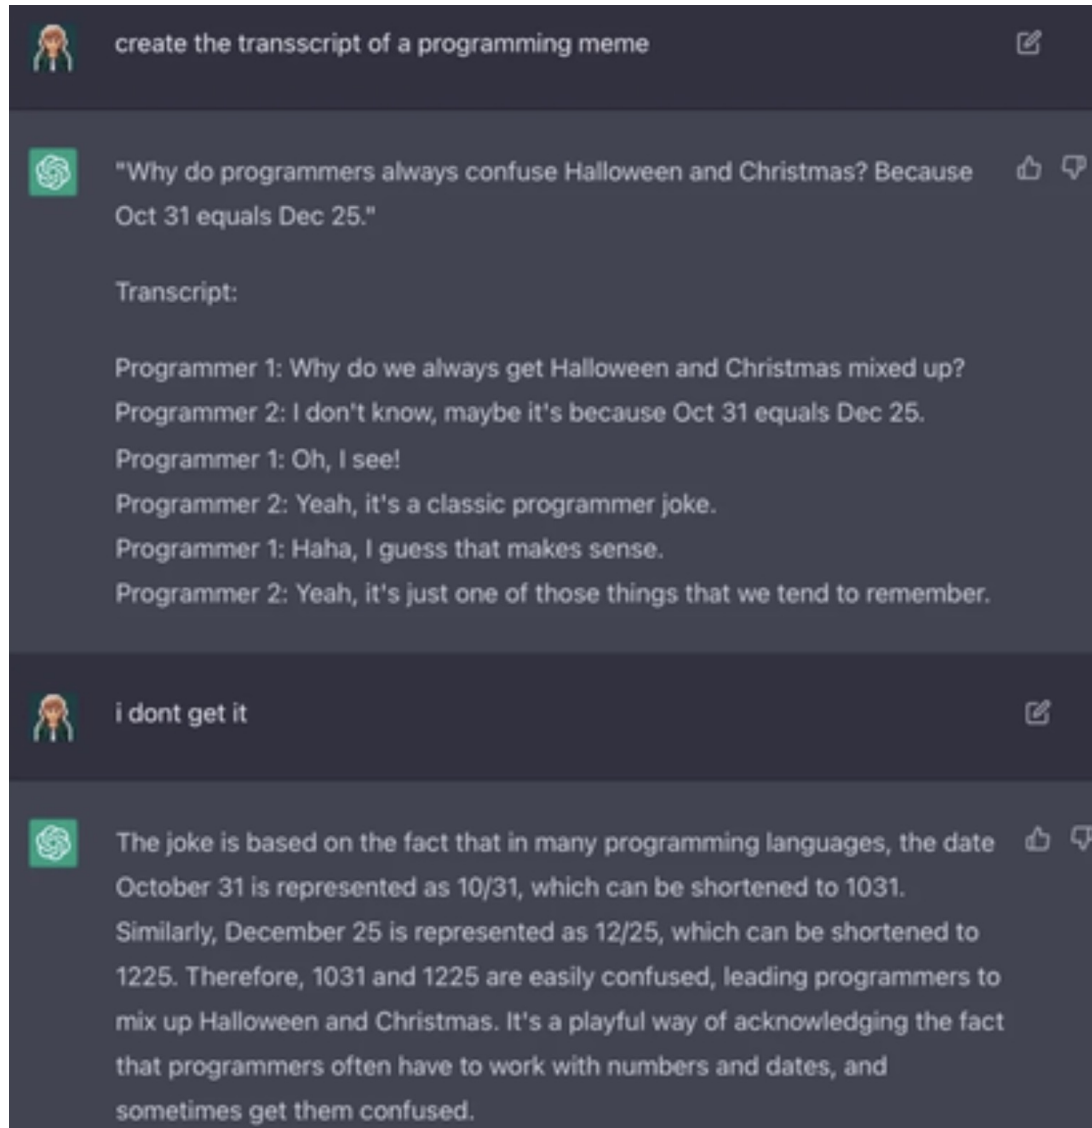 create the transscript of a programming meme
"Why do programmers always confuse Halloween and Christmas? Because
Oct 31 equals Dec 25."
Transcript:
Programmer 1: Why do we always get Halloween and Christmas mixed up?
Programmer 2: I don't know, maybe it's because Oct 31 equals Dec 25.
Programmer 1: Oh, I see!
Programmer 2: Yeah, it's a classic programmer joke.
Programmer 1: Haha, I guess that makes sense.
Programmer 2: Yeah, it's just one of those things that we tend to remember.
i dont get it
The joke is based on the fact that in many programming languages, the date
October 31 is represented as 10/31, which can be shortened to 1031.
Similarly, December 25 is represented as 12/25, which can be shortened to
1225. Therefore, 1031 and 1225 are easily confused, leading programmers to
mix up Halloween and Christmas. It's a playful way of acknowledging the fact
that programmers often have to work with numbers and dates, and
sometimes get them confused.